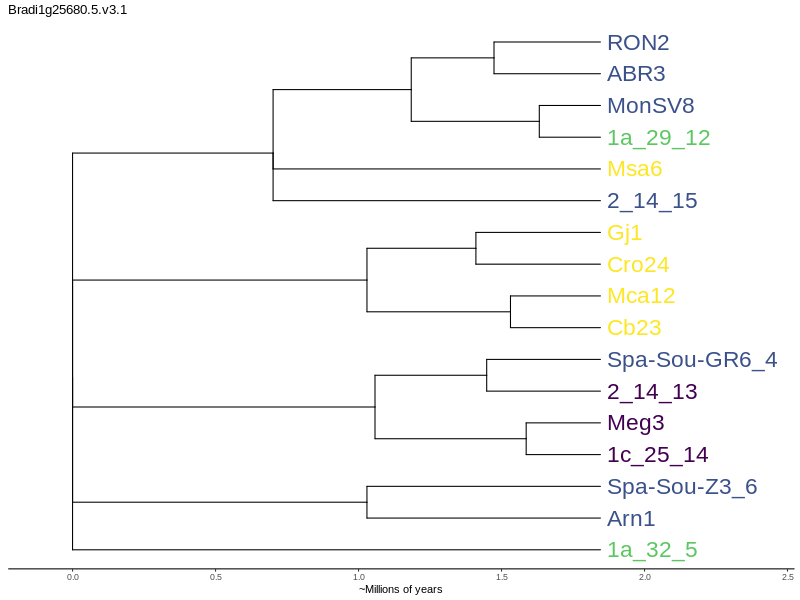 Bradi1g25680.5.v3.1
RON2
ABR3
MonSV8
1a_29_12
Msa6
2_14_15
Gj1
Cro24
Mca12
Cb23
Spa-Sou-GR6_4
2_14_13
Meg3
1c_25_14
Spa-Sou-Z3_6
Arn1
1a_32_5
0.0 0.5 1.0 1.5 2.0 2.5
~Millions of years